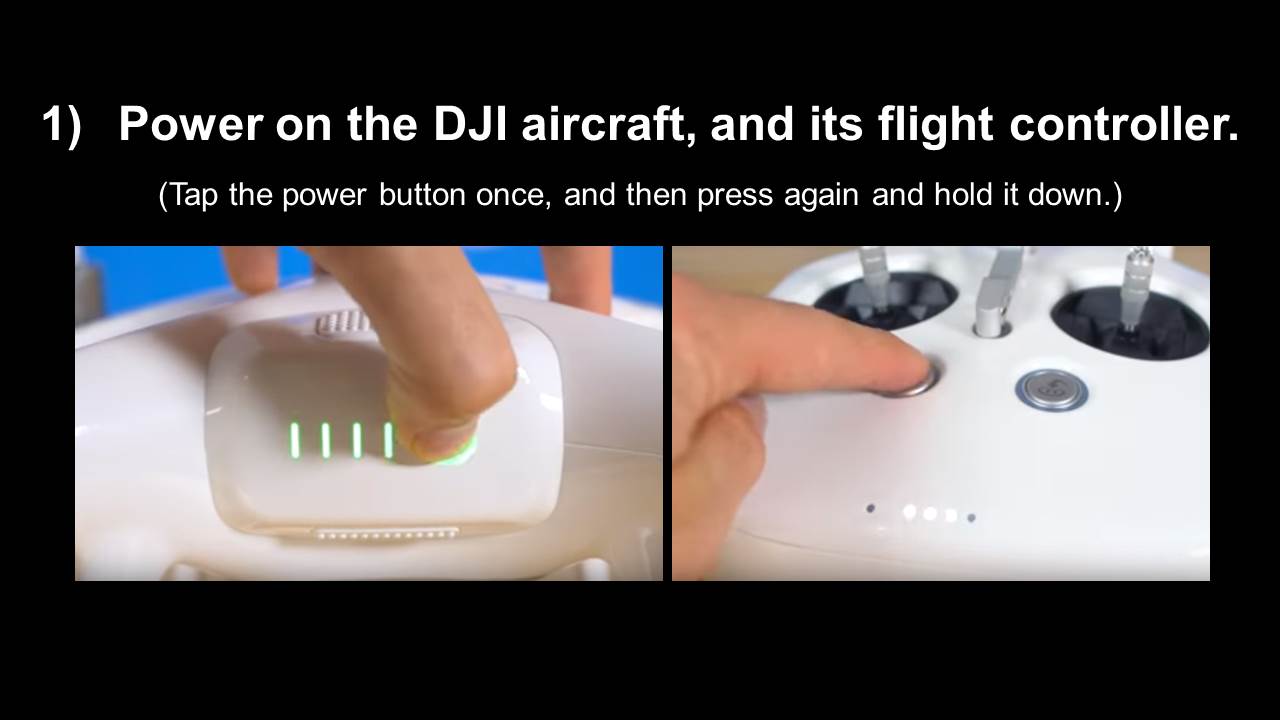 1) Power on the DJI aircraft, and its flight controller.
(Tap the power button once, and then press again and hold it down.)